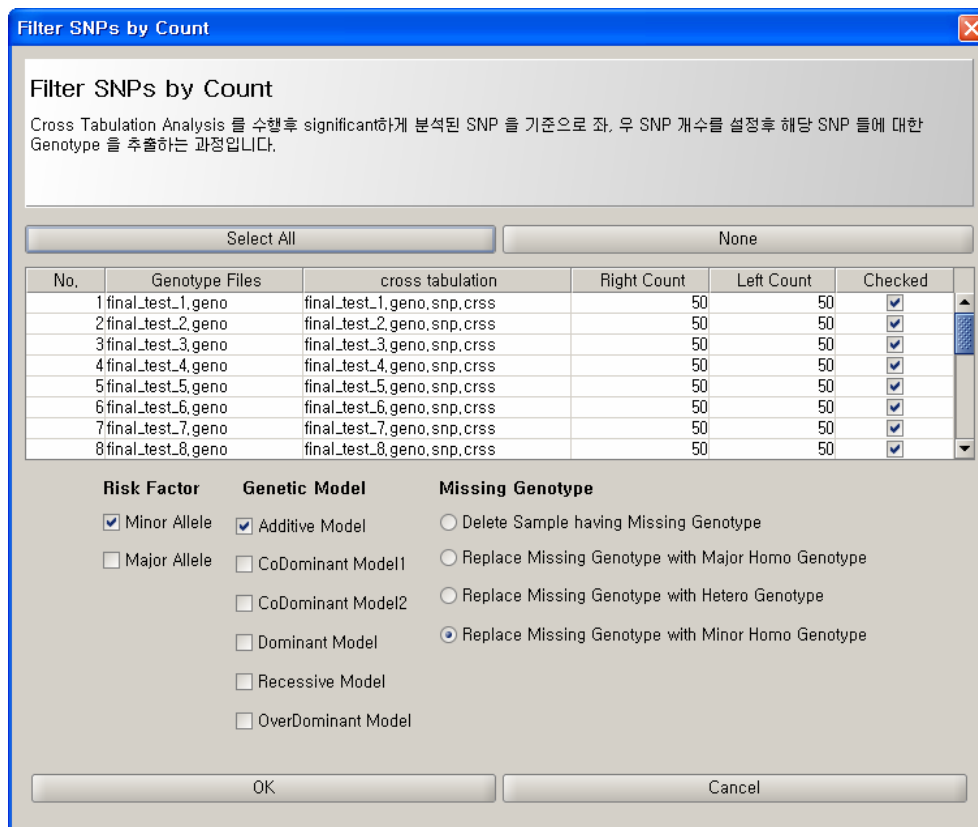 Filter SNPs by Count
Filter SNPs by Count
Cross Tabulation Analysis 를 수행후 significant하게 분석된 SNP 을 기준으로 좌, 우 SNP 개수를 설정후 해당 SNP 들에 대한
Genotype 을 추출하는 과정입니다.
Select All None
No. Genotype Files cross tabulation Right Count Left Count Checked
1 final_test_1.geno final_test_1.geno.snp.crss 50 50
2 final_test_2.geno final_test_2.geno.snp.crss 50 50
3 final_test_3.geno final_test_3.geno.snp.crss 50 50
4 final_test_4.geno final_test_4.geno.snp.crss 50 50
5 final_test_5.geno final_test_5.geno.snp.crss 50 50
6 final_test_6.geno final_test_6.geno.snp.crss 50 50
7 final_test_7.geno final_test_7.geno.snp.crss 50 50
8 final_test_8.geno final_test_8.geno.snp.crss 50 50
Risk Factor Genetic Model Missing Genotype
Minor Allele Additive Model Delete Sample having Missing Genotype
Major Allele CoDominant Model1 Replace Missing Genotype with Major Homo Genotype
CoDominant Model2 Replace Missing Genotype with Hetero Genotype
Dominant Model Replace Missing Genotype with Minor Homo Genotype
Recessive Model
OverDominant Model
OK Cancel